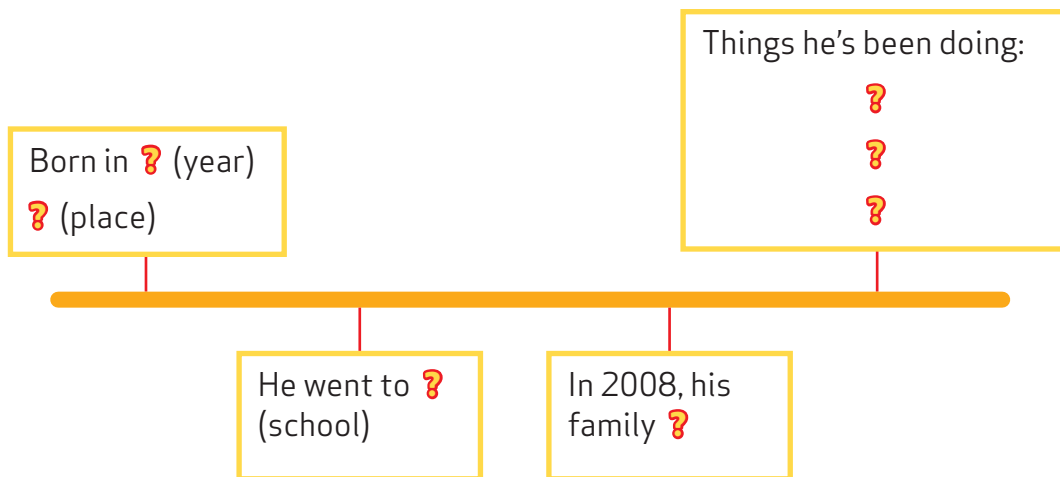 Born in ? (year)
? (place)
He went to ?
(school)
In 2008, his
family ?
Things he's been doing:
?
?
?